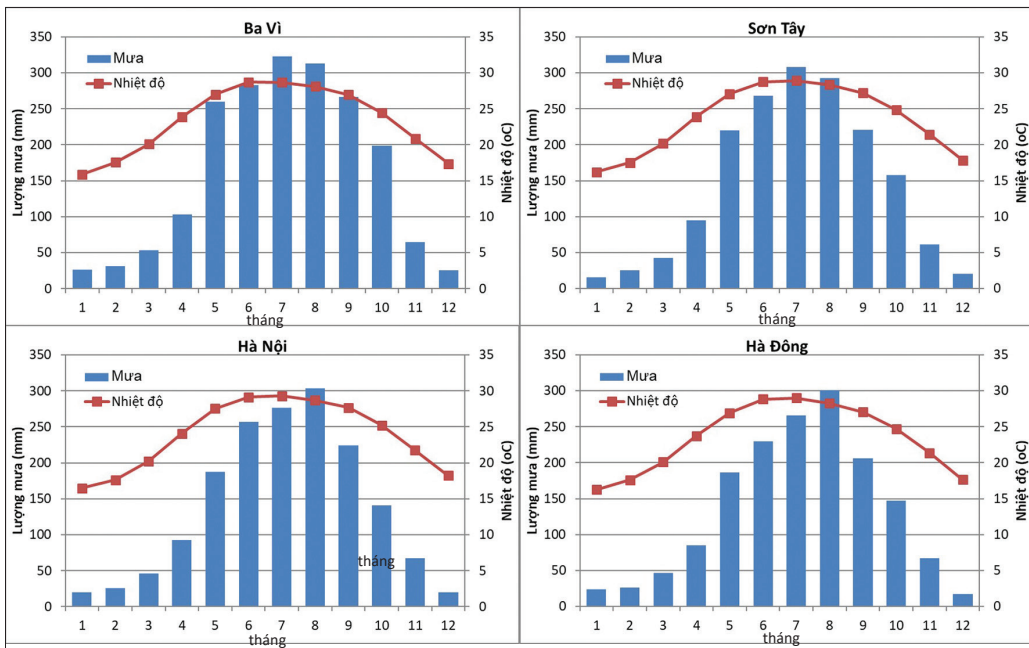 Ba Vì
Mưa
Nhiệt độ
Lượng mưa (mm)
Nhiệt độ (oC)
350
300
250
200
150
100
50
0
35
30
25
20
15
10
5
0
1 2 3 4 5 6 7 8 9 10 11 12
tháng
Sơn Tây
Mưa
Nhiệt độ
Lượng mưa (mm)
Nhiệt độ (oC)
350
300
250
200
150
100
50
0
35
30
25
20
15
10
5
0
1 2 3 4 5 6 7 8 9 10 11 12
tháng
Hà Nội
Mưa
Nhiệt độ
Lượng mưa (mm)
Nhiệt độ (oC)
350
300
250
200
150
100
50
0
35
30
25
20
15
10
5
0
tháng
1 2 3 4 5 6 7 8 9 10 11 12
tháng
Hà Đông
Mưa
Nhiệt độ
Lượng mưa (mm)
Nhiệt độ (oC)
350
300
250
200
150
100
50
0
35
30
25
20
15
10
5
0
1 2 3 4 5 6 7 8 9 10 11 12
tháng